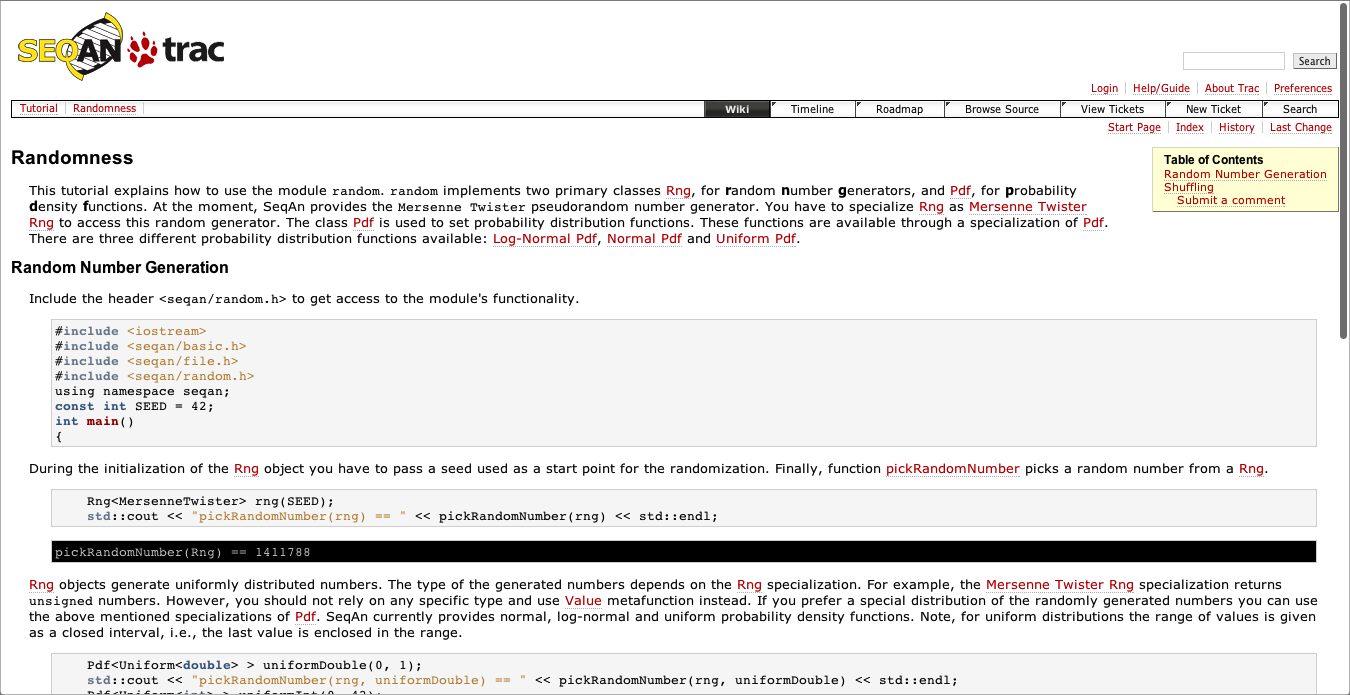 SEQAN trac
Search
Login Help/Guide About Trac Preferences
Tutorial Randomness Wiki Timeline Roadmap Browse Source View Tickets New Ticket Search
Start Page Index History Last Change
Randomness
Table of Contents
Random Number Generation
Shuffling
Submit a comment
This tutorial explains how to use the module random. random implements two primary classes Rng, for random number generators, and Pdf, for probability
density functions. At the moment, SeqAn provides the Mersenne Twister pseudorandom number generator. You have to specialize Rng as Mersenne Twister
Rng to access this random generator. The class Pdf is used to set probability distribution functions. These functions are available through a specialization of Pdf.
There are three different probability distribution functions available: Log-Normal Pdf, Normal Pdf and Uniform Pdf.
Random Number Generation
Include the header <seqan/random.h> to get access to the module's functionality.
#include <iostream>
#include <seqan/basic.h>
#include <seqan/file.h>
#include <seqan/random.h>
using namespace seqan;
const int SEED = 42;
int main()
{
During the initialization of the Rng object you have to pass a seed used as a start point for the randomization. Finally, function pickRandomNumber picks a random number from a Rng.
Rng<MersenneTwister> rng(SEED);
std::cout << "pickRandomNumber(rng) == " << pickRandomNumber(rng) << std::endl;
pickRandomNumber(Rng) == 1411788
Rng objects generate uniformly distributed numbers. The type of the generated numbers depends on the Rng specialization. For example, the Mersenne Twister Rng specialization returns
unsigned numbers. However, you should not rely on any specific type and use Value metafunction instead. If you prefer a special distribution of the randomly generated numbers you can use
the above mentioned specializations of Pdf. SeqAn currently provides normal, log-normal and uniform probability density functions. Note, for uniform distributions the range of values is given
as a closed interval, i.e., the last value is enclosed in the range.
Pdf<Uniform<double> > uniformDouble(0, 1);
std::cout << "pickRandomNumber(rng, uniformDouble) == " << pickRandomNumber(rng, uniformDouble) << std::endl;
Pdf<Uniform<int> > uniformInt(0, 42);